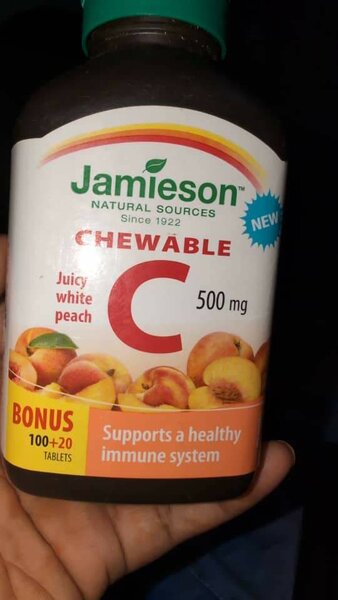 Jamieson™
NATURAL SOURCES
Since 1922
NEW
CHEWABLE
Juicy
white
peach
C
500 mg
BONUS
100+20
TABLETS
Supports a healthy
immune system